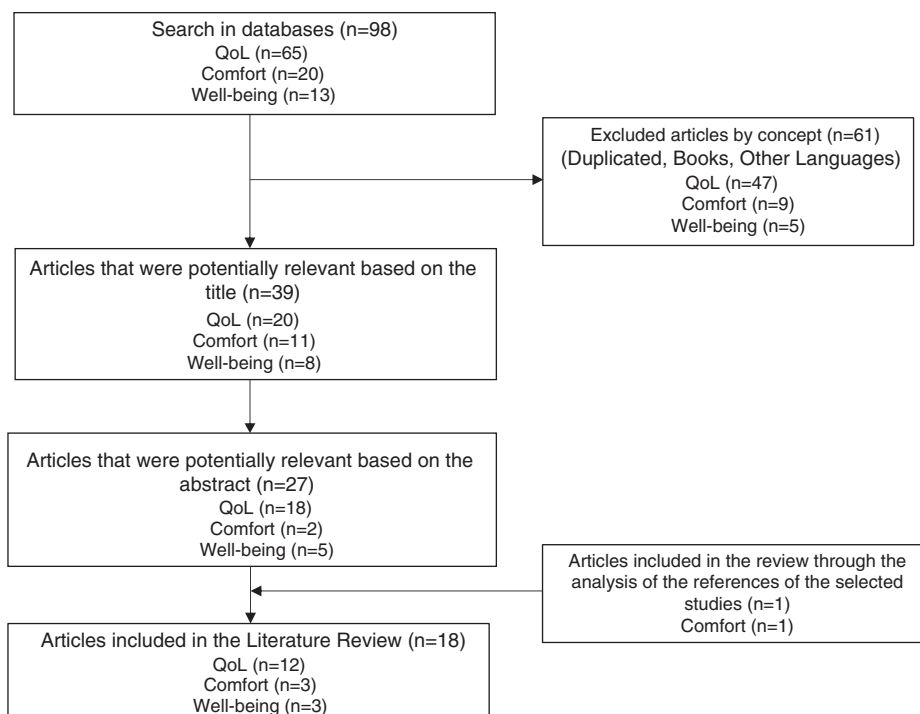 Search in databases (n=98)
QoL (n=65)
Comfort (n=20)
Well-being (n=13)
Excluded articles by concept (n=61)
(Duplicated, Books, Other Languages)
QoL (n=47)
Comfort (n=9)
Well-being (n=5)
Articles that were potentially relevant based on the
title (n=39)
QoL (n=20)
Comfort (n=11)
Well-being (n=8)
Articles that were potentially relevant based on the
abstract (n=27)
QoL (n=18)
Comfort (n=2)
Well-being (n=5)
Articles included in the review through the
analysis of the references of the selected
studies (n=1)
Comfort (n=1)
Articles included in the Literature Review (n=18)
QoL (n=12)
Comfort (n=3)
Well-being (n=3)